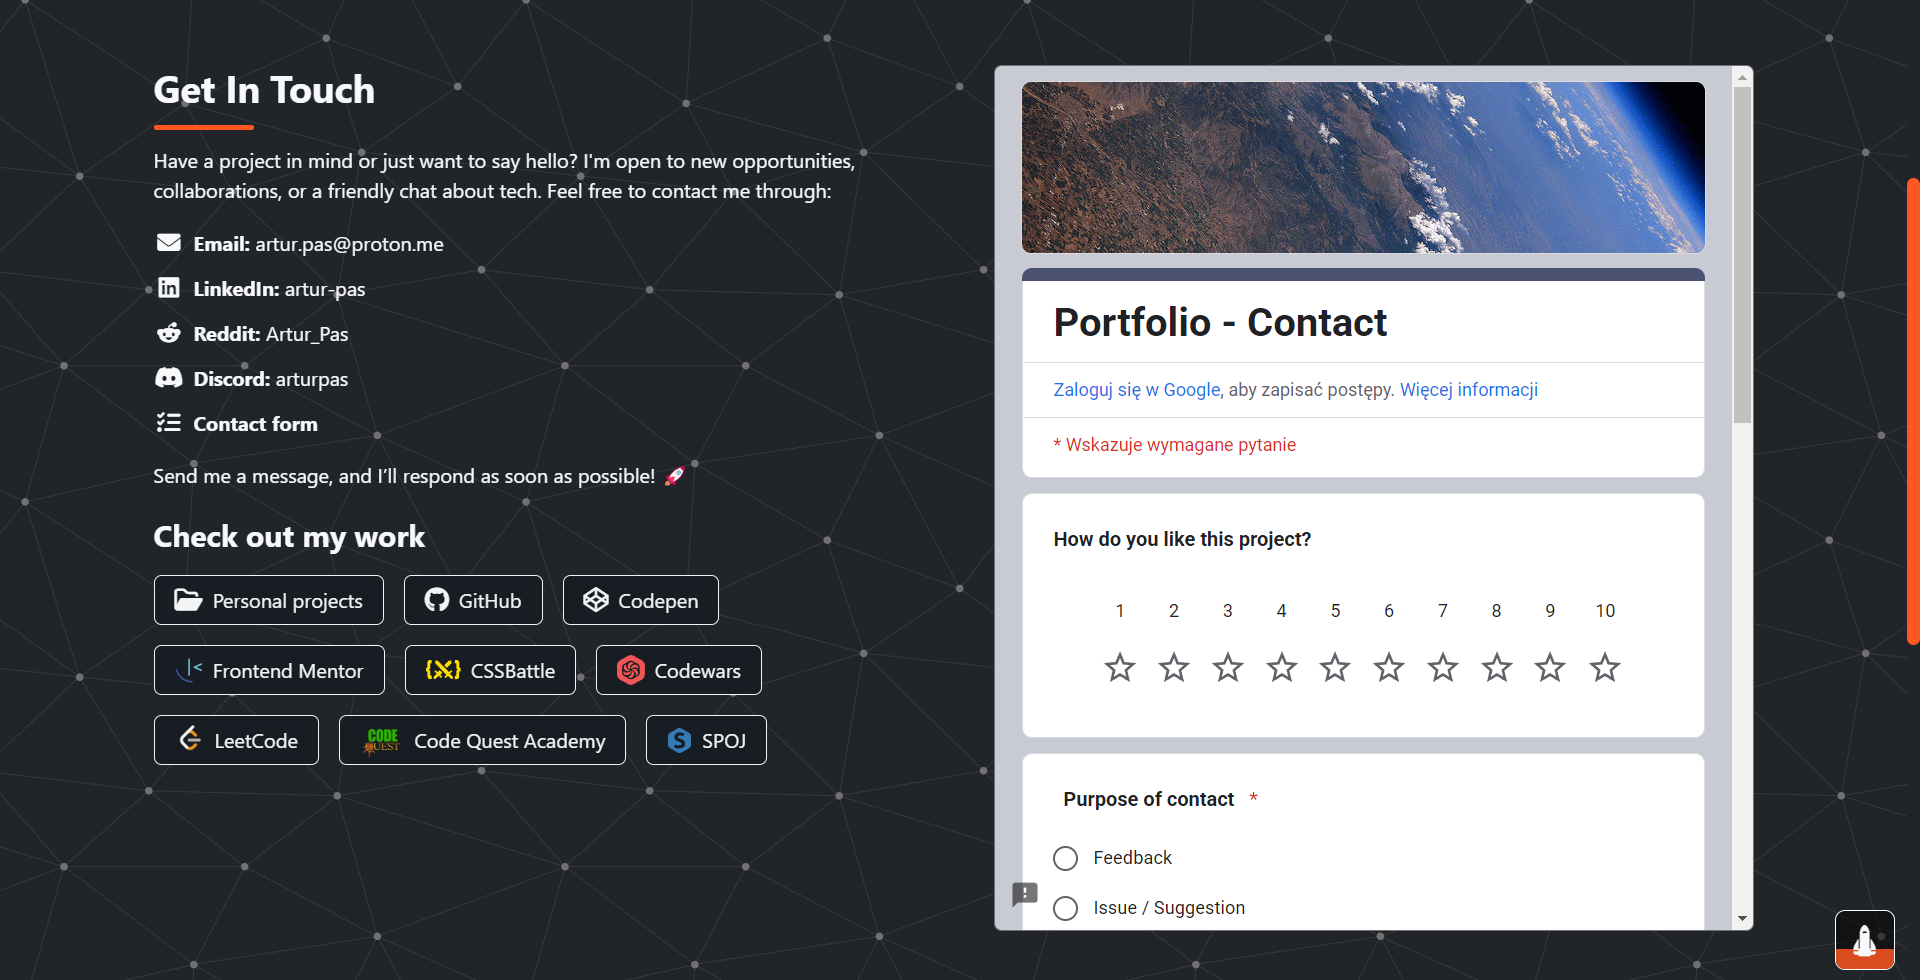 Get In Touch
Have a project in mind or just want to say hello? I'm open to new opportunities,
collaborations, or a friendly chat about tech. Feel free to contact me through:
Email: artur.pas@proton.me
LinkedIn: artur-pas
Reddit: Artur_Pas
Discord: arturpas
Contact form
Send me a message, and I’ll respond as soon as possible! 🚀
Check out my work
Personal projects
GitHub
Codepen
Frontend Mentor
CSSBattle
Codewars
LeetCode
CODE
QUEST
Code Quest Academy
SPOJ
Portfolio - Contact
Zaloguj się w Google, aby zapisać postępy. Więcej informacji
* Wskazuje wymagane pytanie
How do you like this project?
1 2 3 4 5 6 7 8 9 10
Purpose of contact *
Feedback
Issue / Suggestion